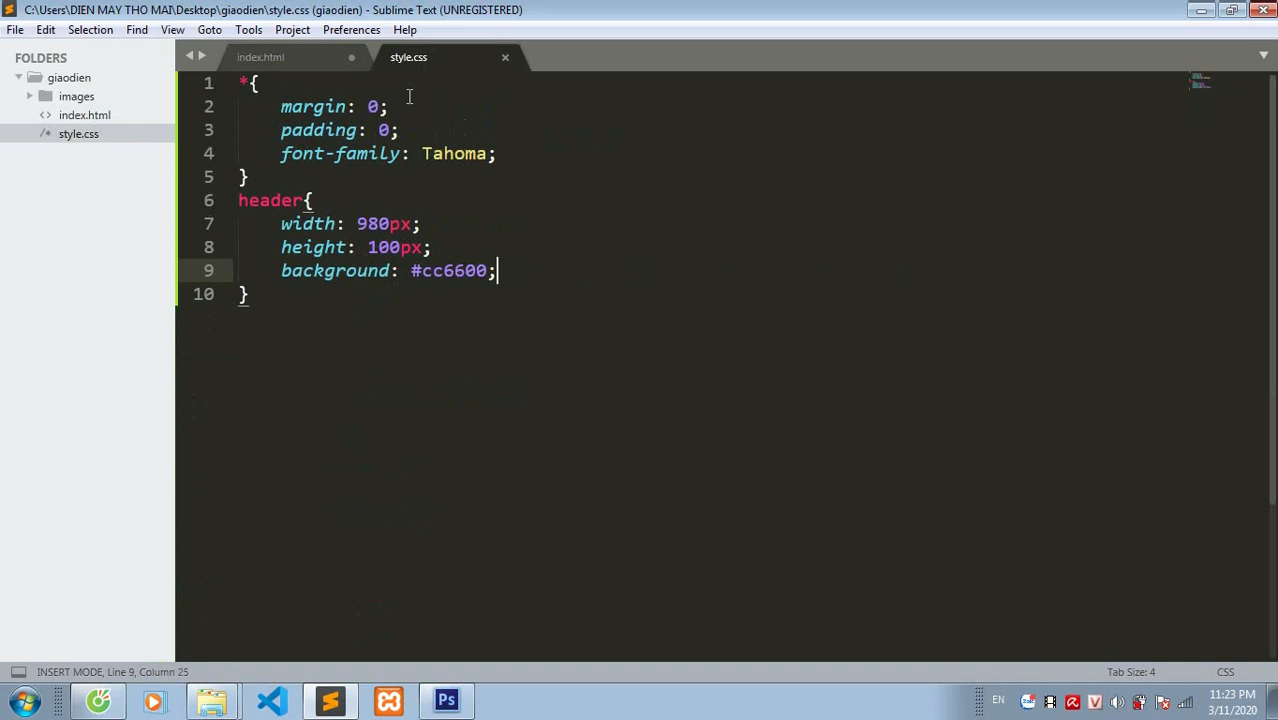 C:\Users\DIEN MAY THO MAI\Desktop\giaodien\style.css (giaodien) - Sublime Text (UNREGISTERED)
File Edit Selection Find View Goto Tools Project Preferences Help
FOLDERS
giaodien
images
index.html
/* style.css
index.html style.css
1 *{
2 margin: 0;
3 padding: 0;
4 font-family: Tahoma;
5 }
6 header{
7 width: 980px;
8 height: 100px;
9 background: #cc6600;
10 }
INSERT MODE, Line 9, Column 25 Tab Size: 4 CSS
Ps EN Zalo V 11:23 PM
3/11/2020